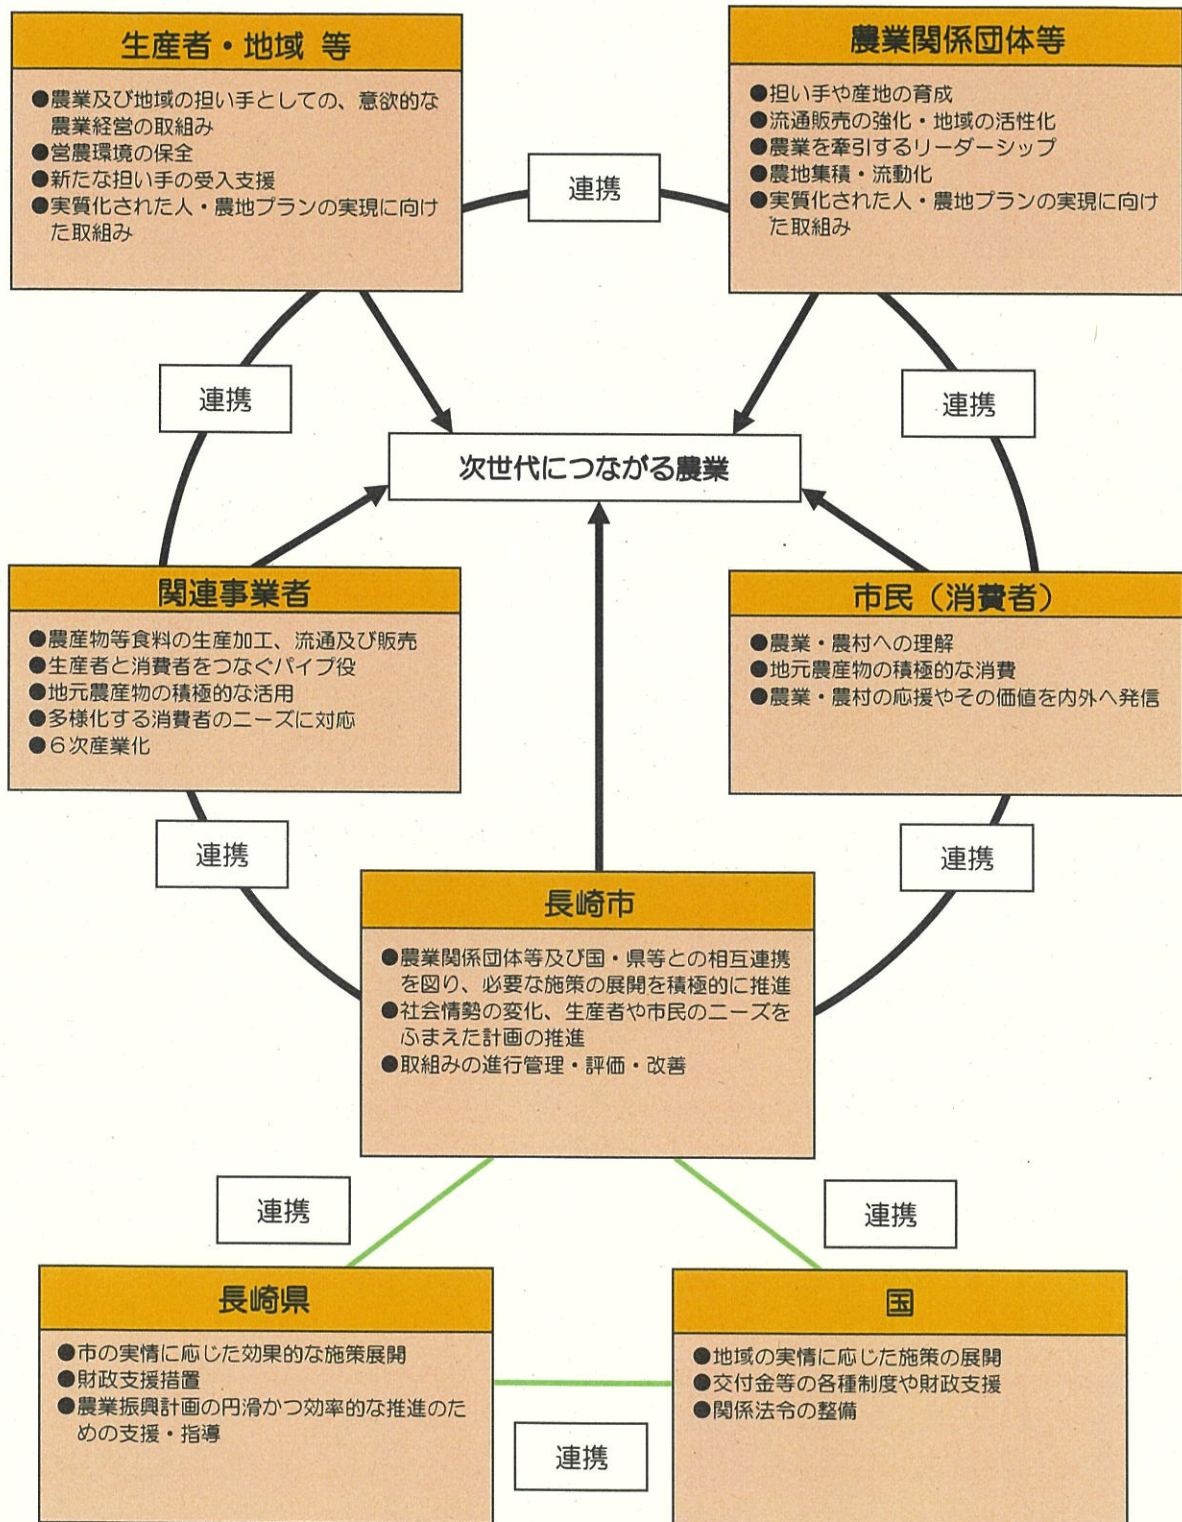 生産者・地域 等
●農業及び地域の担い手としての、意欲的な
農業経営の取組み
●営農環境の保全
●新たな担い手の受入支援
●実質化された人・農地プランの実現に向け
た取組み
農業関係団体等
●担い手や産地の育成
●流通販売の強化・地域の活性化
●農業を牽引するリーダーシップ
●農地集積・流動化
●実質化された人・農地プランの実現に向け
た取組み
連携
連携
連携
次世代につながる農業
関連事業者
●農産物等食料の生産加工、流通及び販売
●生産者と消費者をつなぐパイプ役
●地元農産物の積極的な活用
●多様化する消費者のニーズに対応
●6次産業化
市民（消費者）
●農業・農村への理解
●地元農産物の積極的な消費
●農業・農村の応援やその価値を内外へ発信
連携
連携
長崎市
●農業関係団体等及び国・県等との相互連携
を図り、必要な施策の展開を積極的に推進
●社会情勢の変化、生産者や市民のニーズを
ふまえた計画の推進
●取組みの進行管理・評価・改善
連携
連携
長崎県
●市の実情に応じた効果的な施策展開
●財政支援措置
●農業振興計画の円滑かつ効率的な推進のた
めの支援・指導
国
●地域の実情に応じた施策の展開
●交付金等の各種制度や財政支援
●関係法令の整備
連携